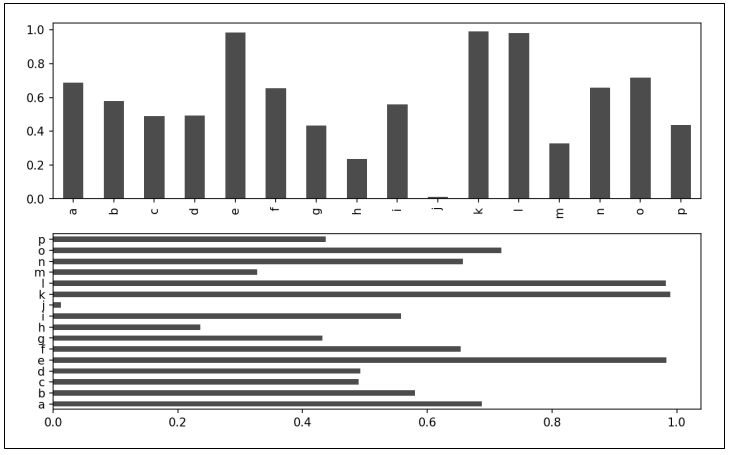 1.0
0.8
0.6
0.4
0.2
0.0
a b c d e f g h i j k l m n o p
p
o
n
m
l
k
j
i
h
g
f
e
d
c
b
a
0.0 0.2 0.4 0.6 0.8 1.0